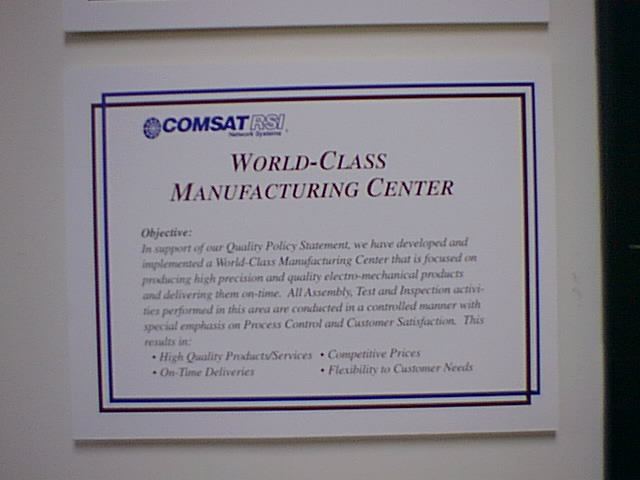 COMSAT RSI
Network Systems
WORLD-CLASS
MANUFACTURING CENTER
Objective:
In support of our Quality Policy Statement, we have developed and
implemented a World-Class Manufacturing Center that is focused on
producing high precision and quality electro-mechanical products
and delivering them on-time. All Assembly, Test and Inspection activi-
ties performed in this area are conducted in a controlled manner with
special emphasis on Process Control and Customer Satisfaction. This
results in:
• High Quality Products/Services • Competitive Prices
• On-Time Deliveries • Flexibility to Customer Needs